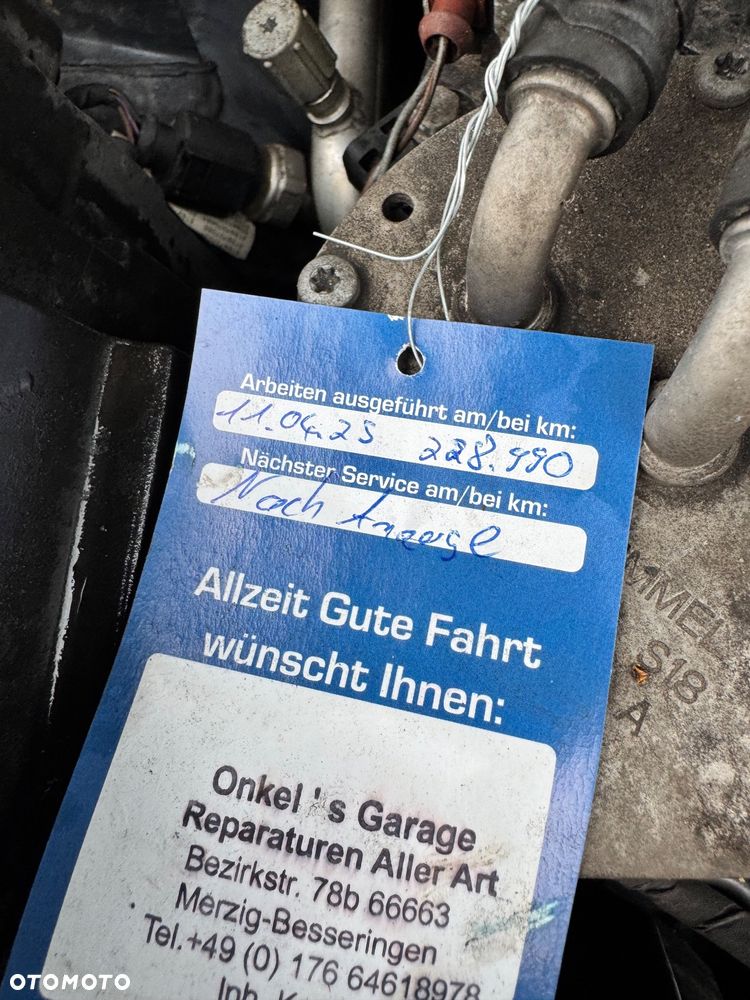 Arbeiten ausgeführt am/bei km:
11.04.25 228.990
Nächster Service am/bei km:
Nach Anzeige
Allzeit Gute Fahrt
wünscht Ihnen:
Onkel 's Garage
Reparaturen Aller Art
Bezirkstr. 78b 66663
Merzig-Besseringen
Tel.+49 (0) 176 64618978
Inh.
S18
A
OTOMOTO